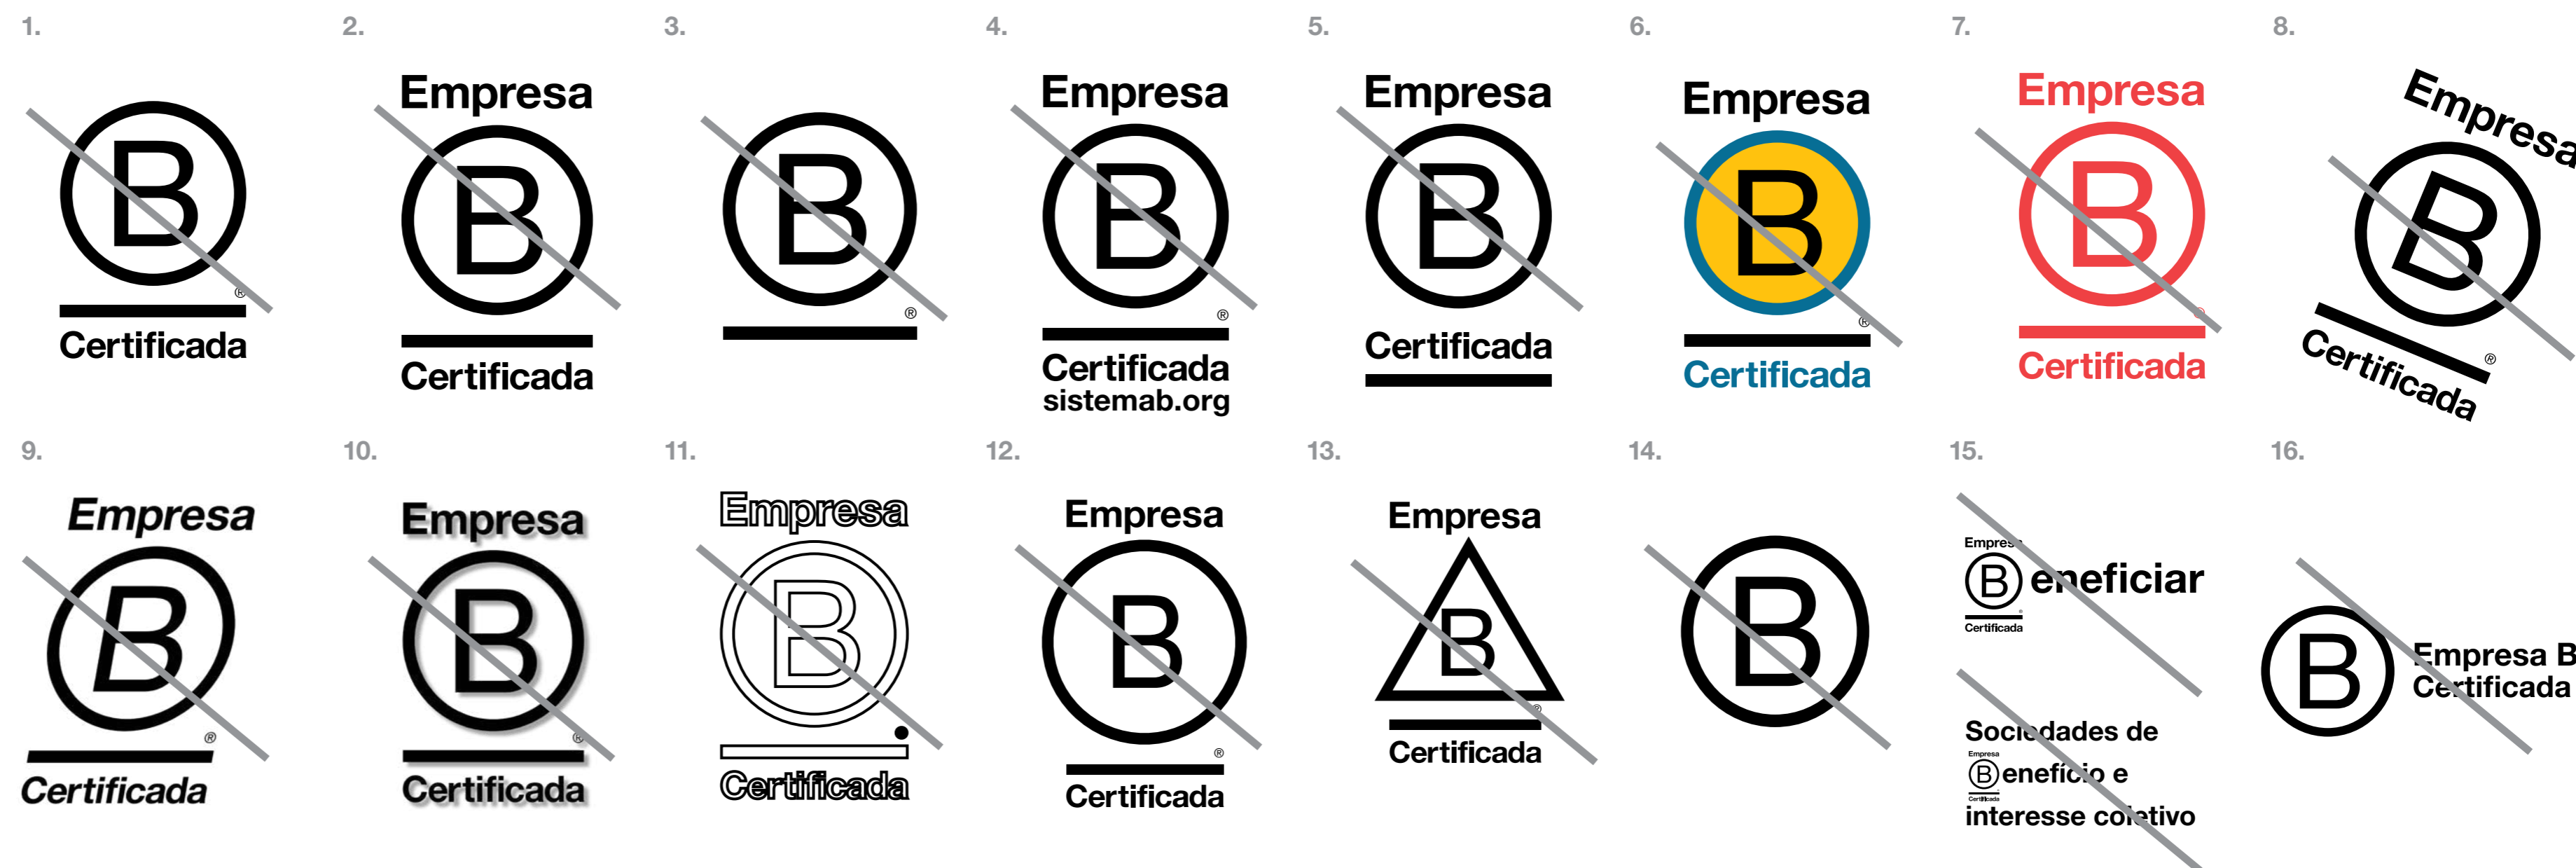 1.
B
®
Certificada
2.
Empresa
B
Certificada
3.
B
®
4.
Empresa
B
®
Certificada
sistemab.org
5.
Empresa
B
Certificada
6.
Empresa
B
®
Certificada
7.
Empresa
B
®
Certificada
8.
Empresa
B
®
Certificada
9.
Empresa
B
®
Certificada
10.
Empresa
B
®
Certificada
11.
Empresa
B
Certificada
12.
Empresa
B
®
Certificada
13.
Empresa
B
®
Certificada
14.
B
15.
Empresa
B eneficiar
®
Certificada
Sociedades de
Empresa
B enefício e
Certificada
interesse coletivo
16.
B
Empresa B
Certificada